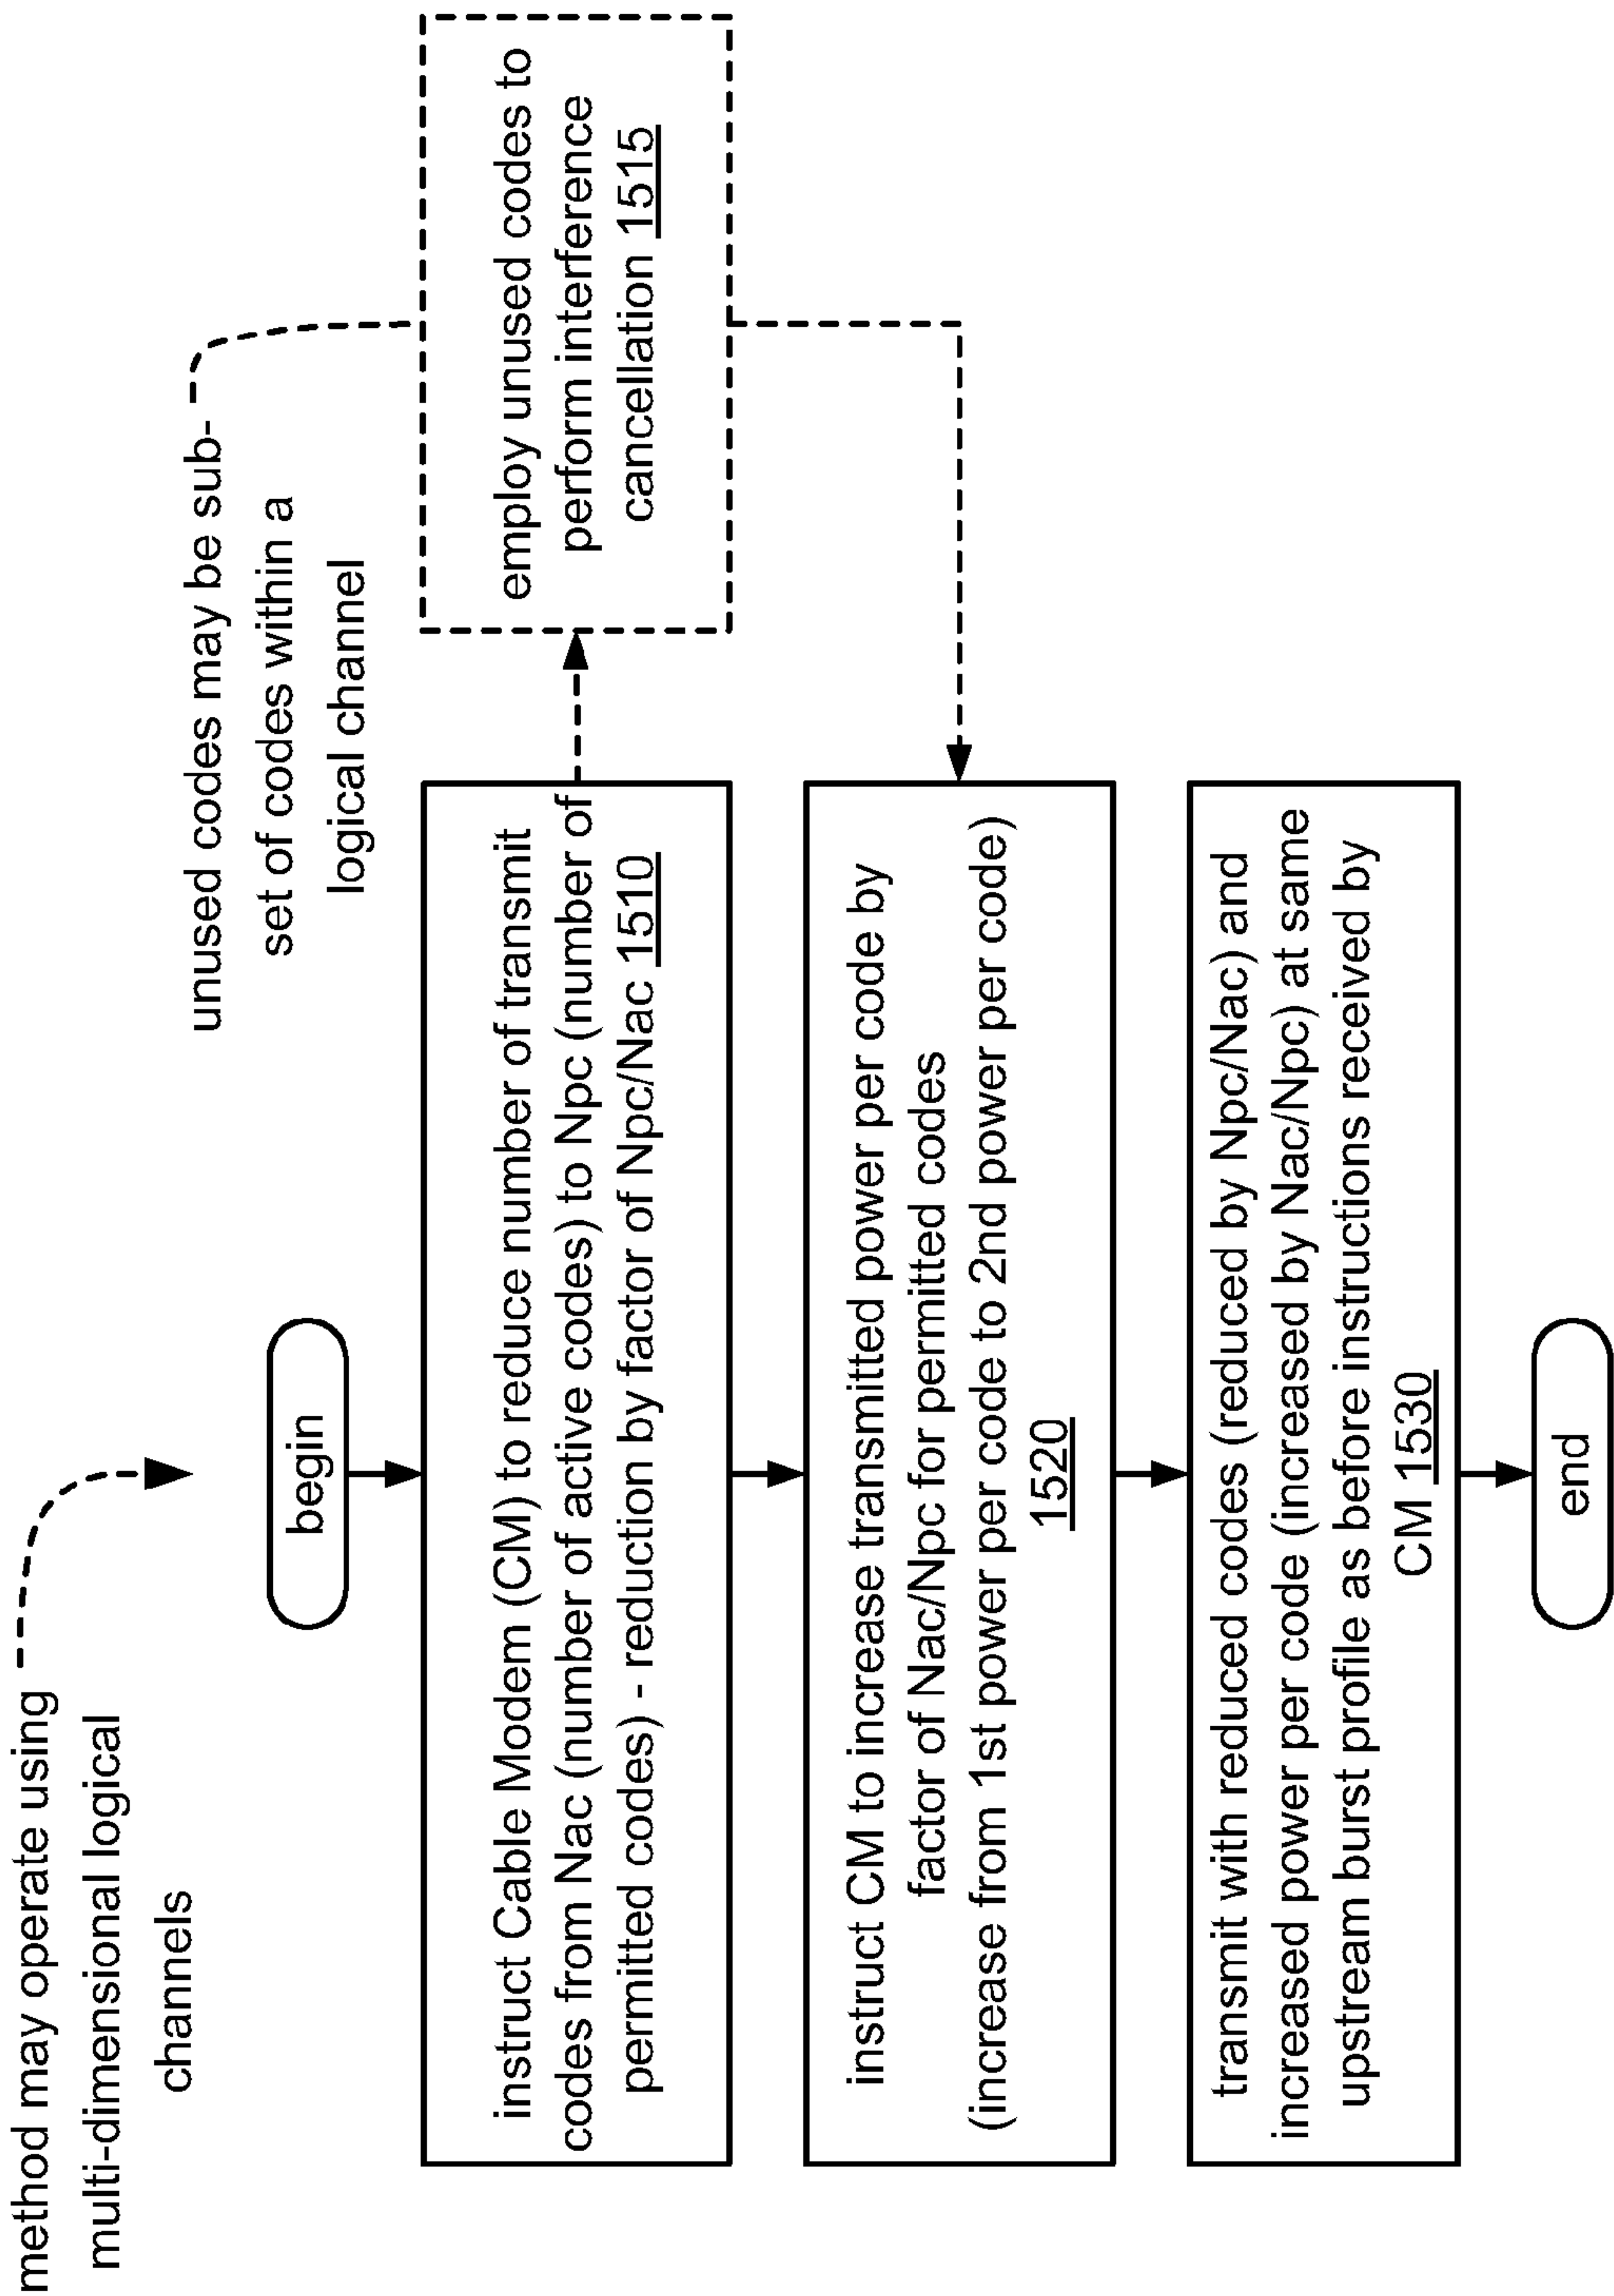 method may operate using
multi-dimensional logical
channels
unused codes may be sub-
set of codes within a
logical channel
begin
instruct Cable Modem (CM) to reduce number of transmit
codes from Nac (number of active codes) to Npc (number of
permitted codes) - reduction by factor of Npc/Nac 1510
employ unused codes to
perform interference
cancellation 1515
instruct CM to increase transmitted power per code by
factor of Nac/Npc for permitted codes
(increase from 1st power per code to 2nd power per code)
1520
transmit with reduced codes (reduced by Npc/Nac) and
increased power per code (increased by Nac/Npc) at same
upstream burst profile as before instructions received by
CM 1530
end